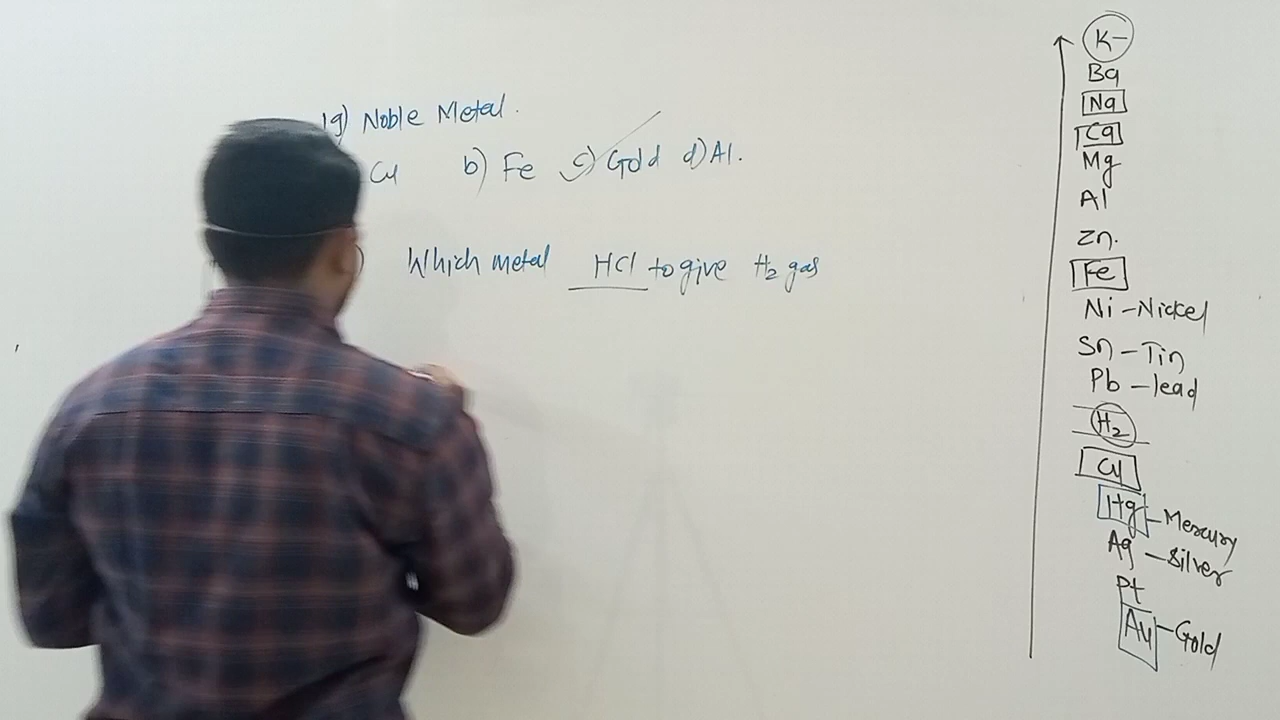 19) Noble Metal.
Cu b) Fe c) Gold d) Al.
Which metal HCl to give H2 gas
K
Ba
Na
Ca
Mg
Al
Zn.
Fe
Ni - Nickel
Sn - Tin
Pb - lead
H2
Cu
Hg - Mercury
Ag - Silver
Pt
Au - Gold